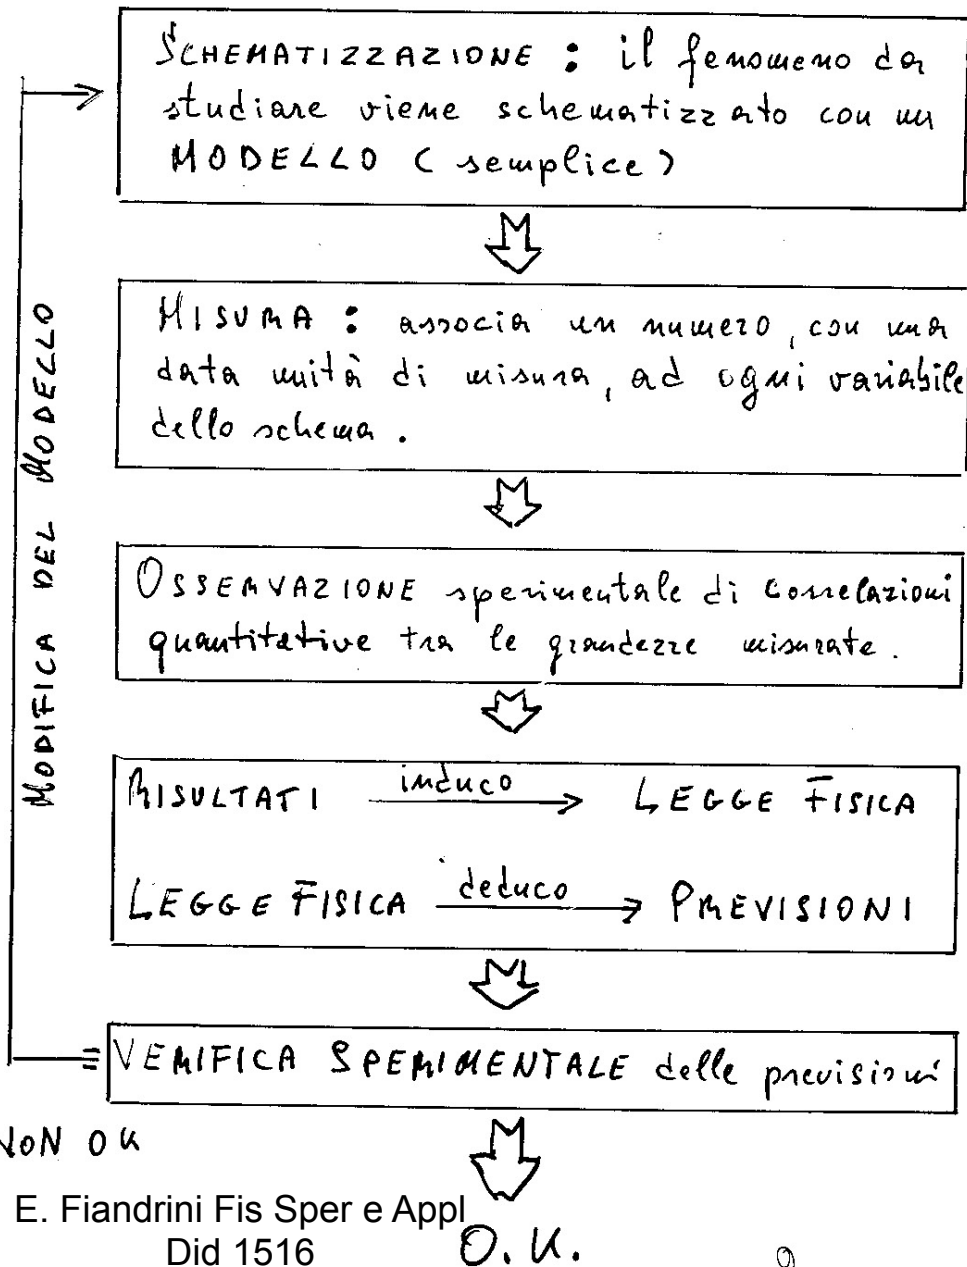 SCHEMATIZZAZIONE : il fenomeno da
studiare viene schematizzato con un
MODELLO (semplice)
MISURA : associa un numero, con una
data unità di misura, ad ogni variabile
dello schema.
OSSERVAZIONE sperimentale di correlazioni
quantitative tra le grandezze misurate.
RISULTATI induco LEGGE FISICA
LEGGE FISICA deduco PREVISIONI
VERIFICA SPERIMENTALE delle previsioni
MODIFICA DEL MODELLO
NON OK
O.K.
E. Fiandrini Fis Sper e Appl
Did 1516